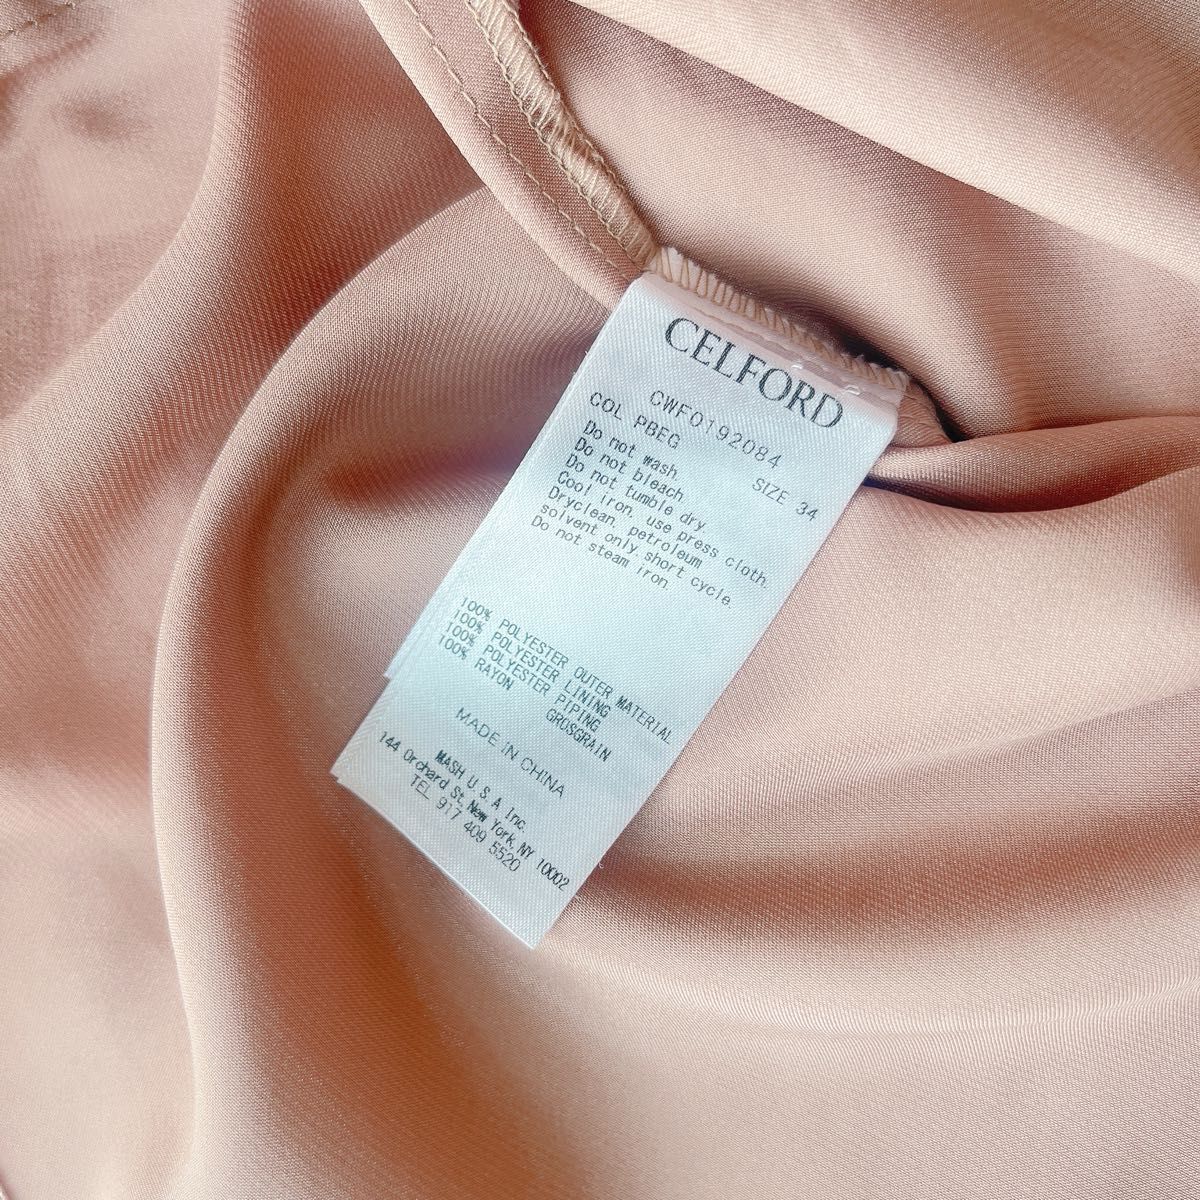 CELFORD
CWFO192084
COL PBEG SIZE 34
Do not wash.
Do not bleach.
Do not tumble dry.
Cool iron, use press cloth.
Dryclean, petroleum
solvent only short cycle.
Do not steam iron.
100% POLYESTER OUTER MATERIAL
100% POLYESTER LINING
100% POLYESTER PIPING
100% RAYON GROSGRAIN
MADE IN CHINA
MASH U.S.A Inc.
144 Orchard St, New York, NY 10002
TEL 917 409 5520